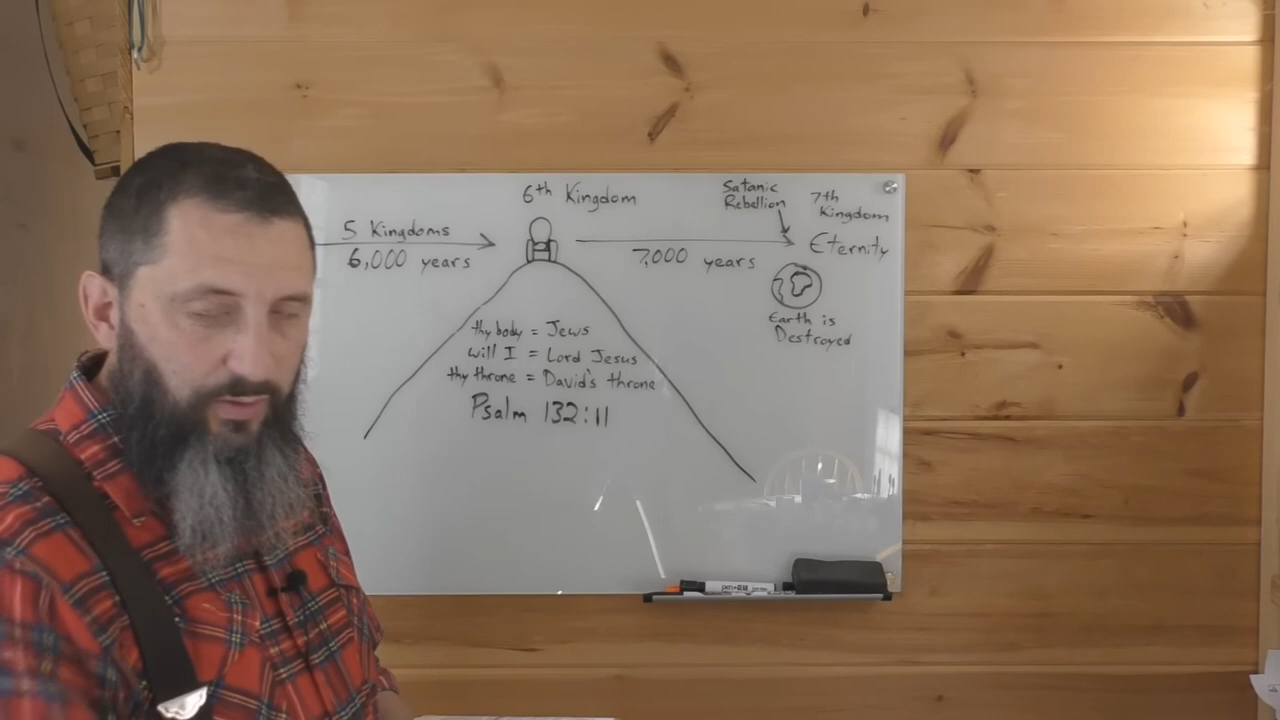 6th Kingdom
5 Kingdoms
6,000 years
7,000 years
Satanic
Rebellion
7th
Kingdom
Eternity
Earth is
Destroyed
thy body = Jews
will I = Lord Jesus
thy throne = David's throne
Psalm 132:11